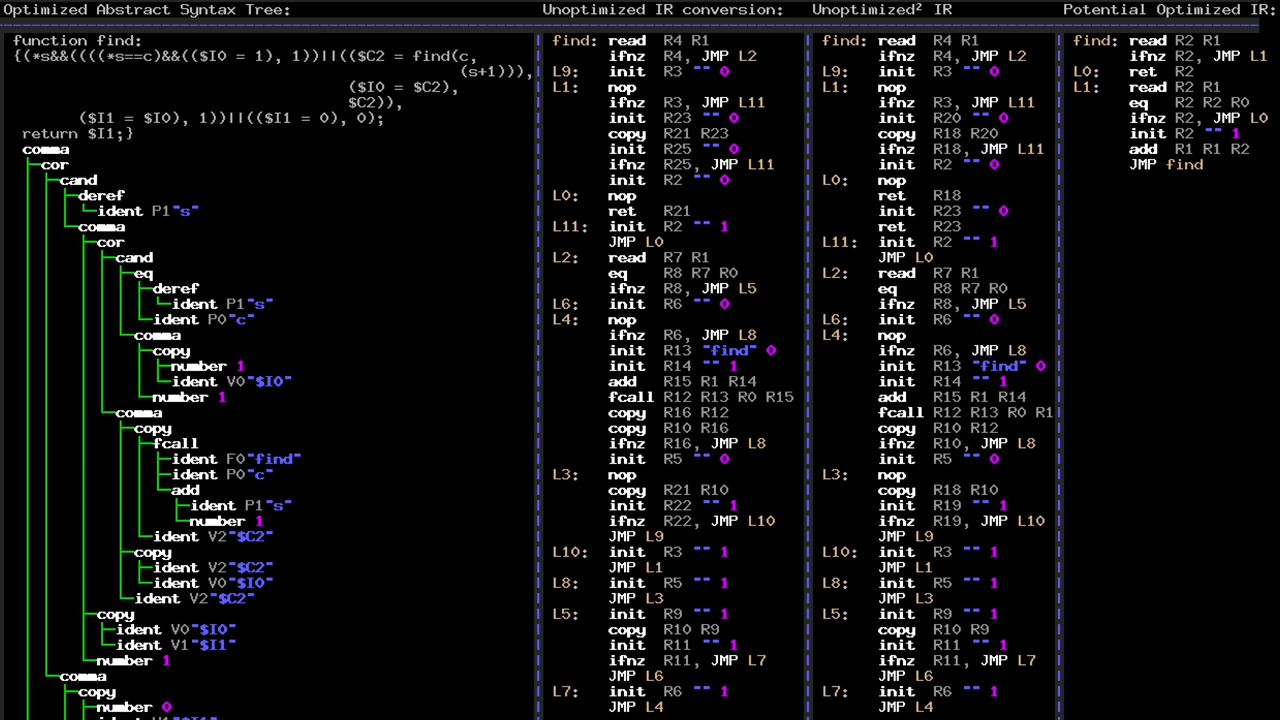 Optimized Abstract Syntax Tree:
function find:
{(*s&&((((*s==c)&&(($I0 = 1), 1))||(($C2 = find(c,
(s+1))),
($I0 = $C2),
$C2)),
($I1 = $I0), 1))||(($I1 = 0), 0);
return $I1;}
comma
cor
cand
deref
ident P1"s"
comma
cor
cand
eq
deref
ident P1"s"
ident P0"c"
comma
copy
number 1
ident V0"$I0"
number 1
comma
copy
fcall
ident F0"find"
ident P0"c"
add
ident P1"s"
number 1
ident V2"$C2"
copy
ident V2"$C2"
ident V0"$I0"
ident V2"$C2"
copy
ident V0"$I0"
ident V1"$I1"
number 1
comma
copy
number 0
Unoptimized IR conversion:
find: read R4 R1
ifnz R4, JMP L2
L9: init R3 "" 0
L1: nop
ifnz R3, JMP L11
init R23 "" 0
copy R21 R23
init R25 "" 0
ifnz R25, JMP L11
init R2 "" 0
L0: nop
ret R21
L11: init R2 "" 1
JMP L0
L2: read R7 R1
eq R8 R7 R0
ifnz R8, JMP L5
L6: init R6 "" 0
L4: nop
ifnz R6, JMP L8
init R13 "find" 0
init R14 "" 1
add R15 R1 R14
fcall R12 R13 R0 R15
copy R16 R12
copy R10 R16
ifnz R16, JMP L8
init R5 "" 0
L3: nop
copy R21 R10
init R22 "" 1
ifnz R22, JMP L10
JMP L9
L10: init R3 "" 1
JMP L1
L8: init R5 "" 1
JMP L3
L5: init R9 "" 1
copy R10 R9
init R11 "" 1
ifnz R11, JMP L7
JMP L6
L7: init R6 "" 1
JMP L4
Unoptimized² IR
find: read R4 R1
ifnz R4, JMP L2
L9: init R3 "" 0
L1: nop
ifnz R3, JMP L11
init R20 "" 0
copy R18 R20
ifnz R18, JMP L11
init R2 "" 0
L0: nop
ret R18
init R23 "" 0
ret R23
L11: init R2 "" 1
JMP L0
L2: read R7 R1
eq R8 R7 R0
ifnz R8, JMP L5
L6: init R6 "" 0
L4: nop
ifnz R6, JMP L8
init R13 "find" 0
init R14 "" 1
add R15 R1 R14
fcall R12 R13 R0 R1
copy R10 R12
ifnz R10, JMP L8
init R5 "" 0
L3: nop
copy R18 R10
init R19 "" 1
ifnz R19, JMP L10
JMP L9
L10: init R3 "" 1
JMP L1
L8: init R5 "" 1
JMP L3
L5: init R9 "" 1
copy R10 R9
init R11 "" 1
ifnz R11, JMP L7
JMP L6
L7: init R6 "" 1
JMP L4
Potential Optimized IR:
find: read R2 R1
ifnz R2, JMP L1
L0: ret R2
L1: read R2 R1
eq R2 R2 R0
ifnz R2, JMP L0
init R2 "" 1
add R1 R1 R2
JMP find